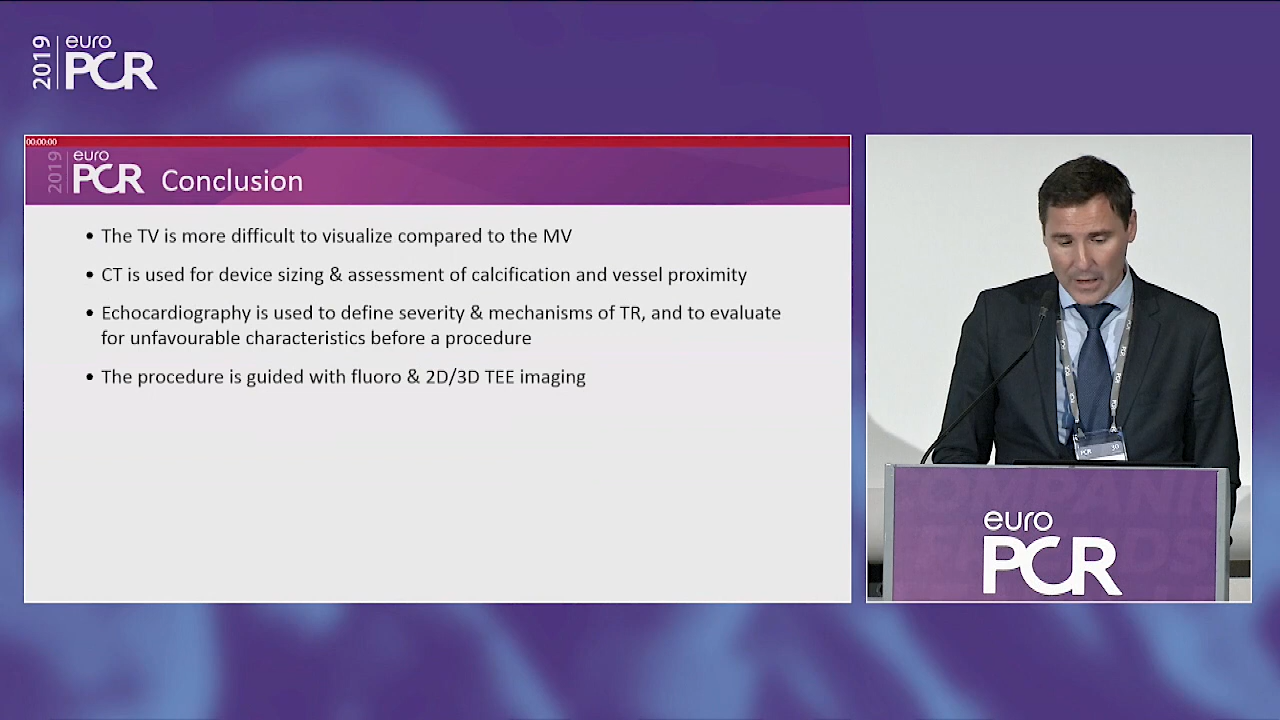 2019
euro
PCR
00:00:00
2019
euro
PCR
Conclusion
• The TV is more difficult to visualize compared to the MV
• CT is used for device sizing & assessment of calcification and vessel proximity
• Echocardiography is used to define severity & mechanisms of TR, and to evaluate
for unfavourable characteristics before a procedure
• The procedure is guided with fluoro & 2D/3D TEE imaging
PCR
euro
PCR